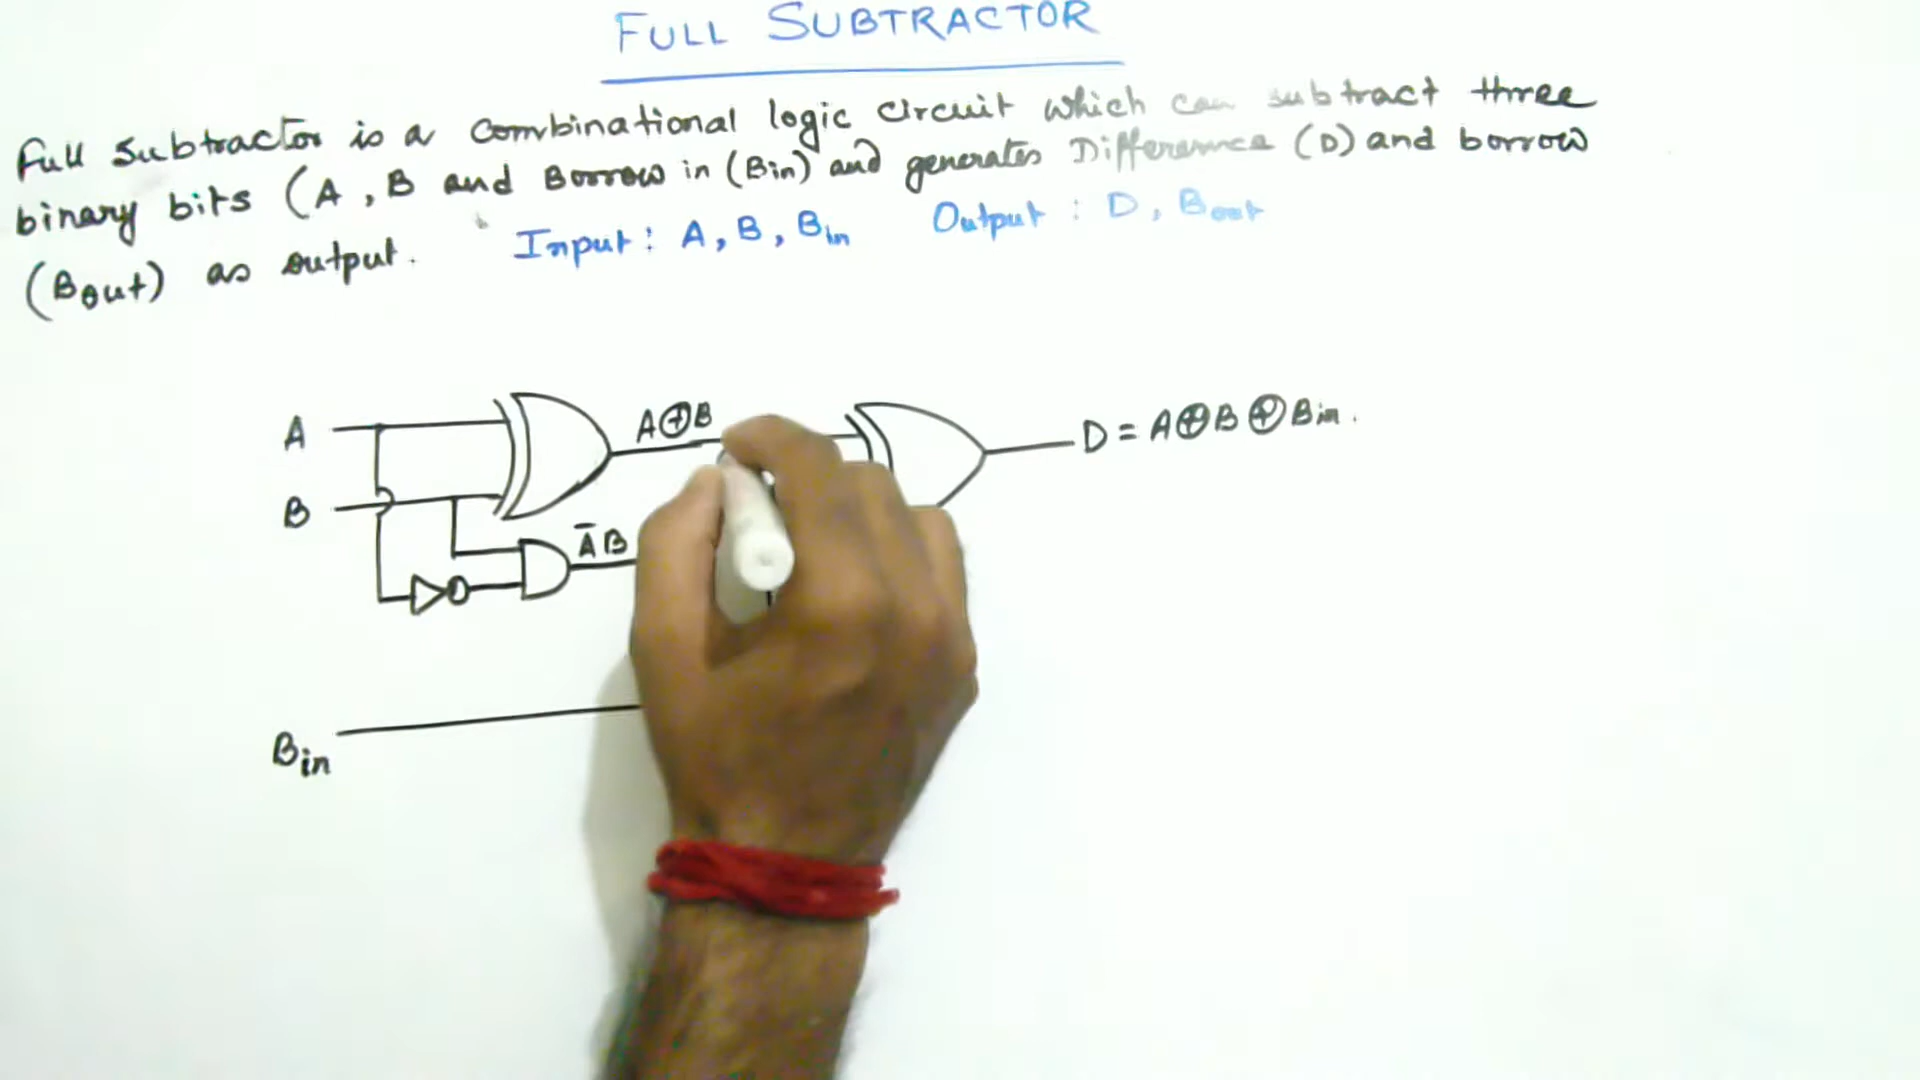 FULL SUBTRACTOR
Full Subtractor is a Combinational logic circuit which can subtract three
binary bits (A, B and Borrow in (Bin) and generates Difference (D) and borrow
(Bout) as output.
Input: A, B, Bin Output: D, Bout
A
A⊕B
D = A⊕B⊕Bin.
B
A̅B
Bin